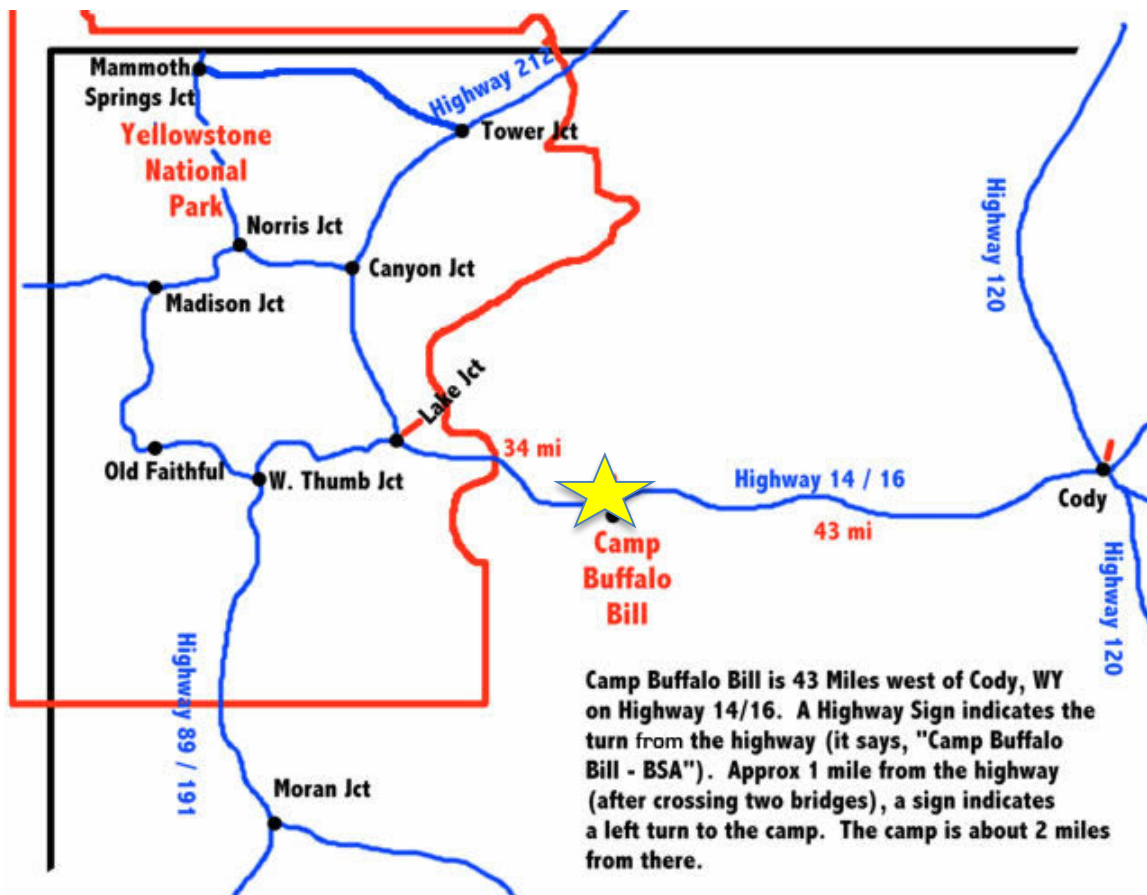 Mammoth
Springs Jct
Highway 212
Tower Jct
Yellowstone
National
Park
Norris Jct
Canyon Jct
Madison Jct
Highway 120
Lake Jct
34 mi
Old Faithful
W. Thumb Jct
Highway 14 / 16
43 mi
Cody
Camp
Buffalo
Bill
Highway 120
Highway 89 / 191
Moran Jct
Camp Buffalo Bill is 43 Miles west of Cody, WY
on Highway 14/16. A Highway Sign indicates the
turn from the highway (it says, "Camp Buffalo
Bill - BSA"). Approx 1 mile from the highway
(after crossing two bridges), a sign indicates
a left turn to the camp. The camp is about 2 miles
from there.